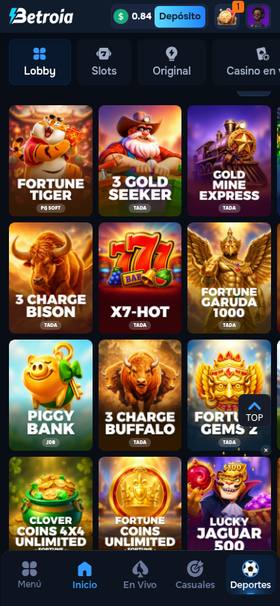 Betroia
$ 0.84 Depósito
1
Lobby
Slots
Original
Casino en
FORTUNE
TIGER
PG SOFT
3 GOLD
SEEKER
TADA
GOLD
MINE
EXPRESS
TADA
3 CHARGE
BISON
TADA
777
BAR
X7-HOT
TADA
FORTUNE
GARUDA
1000
TADA
PIGGY
BANK
JDB
3 CHARGE
BUFFALO
TADA
GEMS 2
TOP
CLOVER
COINS 4X4
UNLIMITED
FORTUNE
COINS
UNLIMITED
$100
LUCKY
JAGUAR
500
Menú
Inicio
En Vivo
Casuales
Deportes